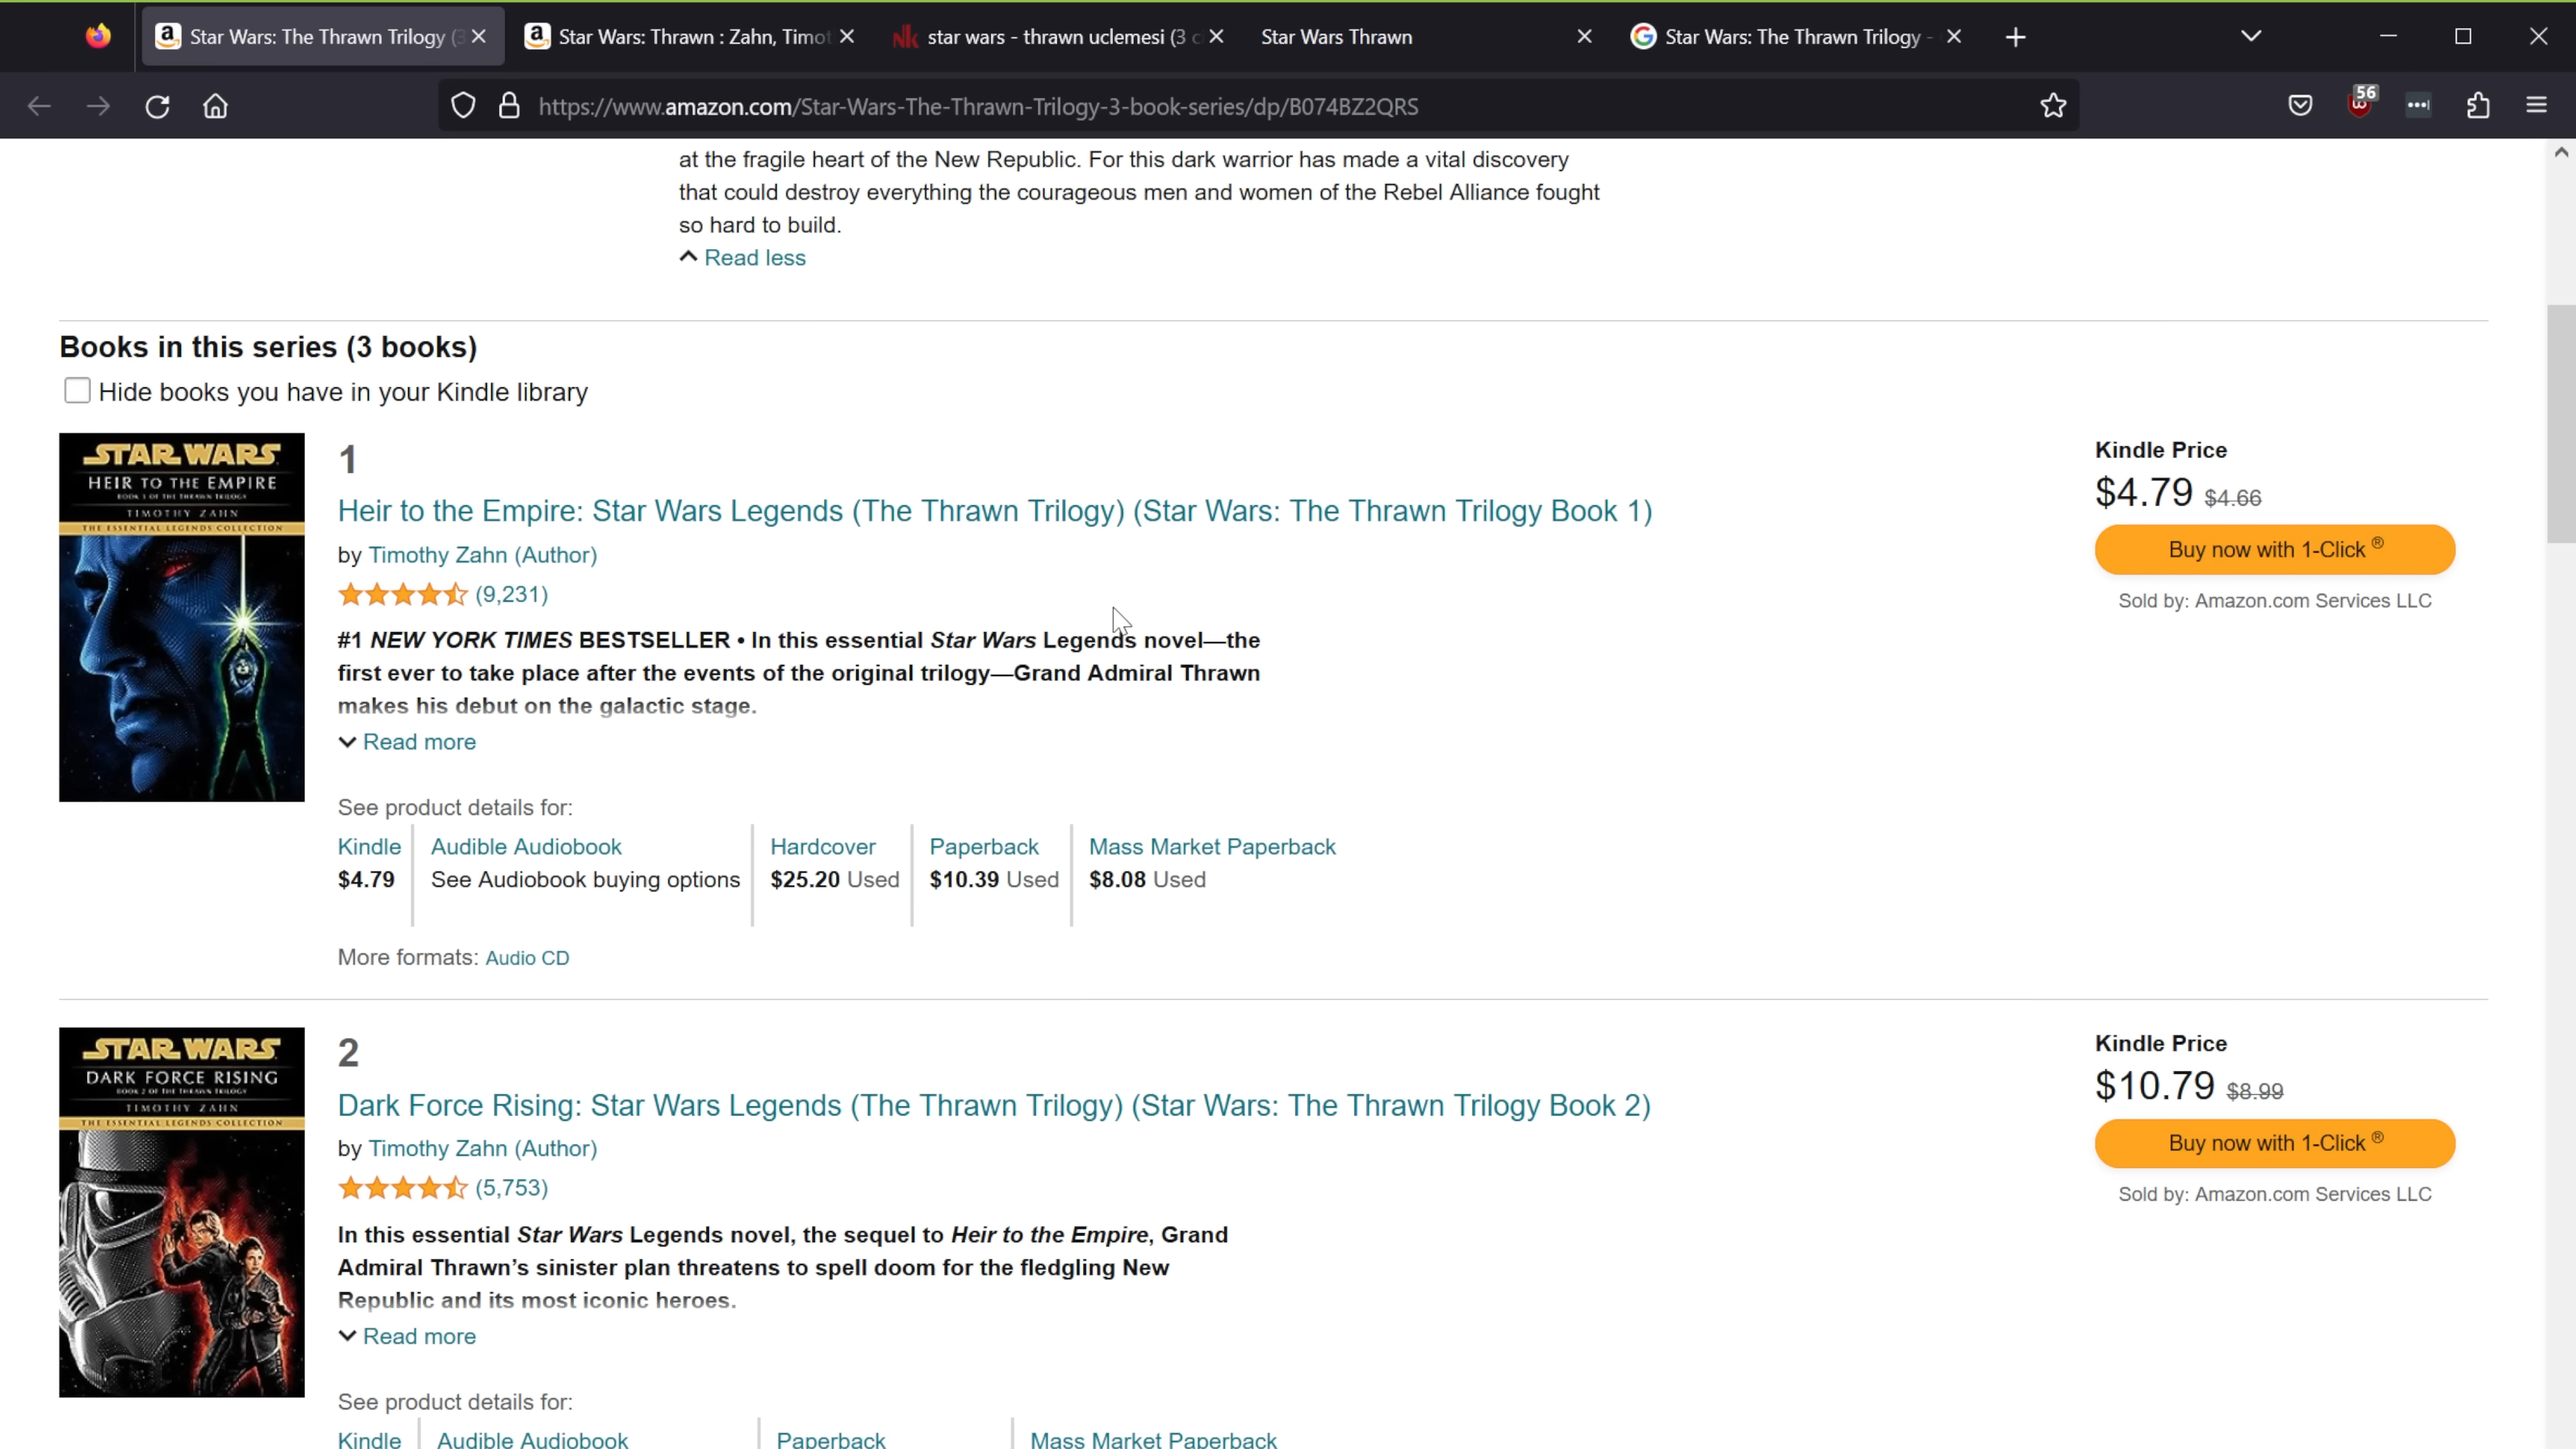 Star Wars: The Thrawn Trilogy (3
Star Wars: Thrawn : Zahn, Timot
star wars - thrawn uclemesi (3 c
Star Wars Thrawn
Star Wars: The Thrawn Trilogy -
https://www.amazon.com/Star-Wars-The-Thrawn-Trilogy-3-book-series/dp/B074BZ2QRS
56
at the fragile heart of the New Republic. For this dark warrior has made a vital discovery
that could destroy everything the courageous men and women of the Rebel Alliance fought
so hard to build.
Read less
Books in this series (3 books)
Hide books you have in your Kindle library
STAR WARS
HEIR TO THE EMPIRE
BOOK 1 OF THE THRAWN TRILOGY
TIMOTHY ZAHN
THE ESSENTIAL LEGENDS COLLECTION
1
Heir to the Empire: Star Wars Legends (The Thrawn Trilogy) (Star Wars: The Thrawn Trilogy Book 1)
by Timothy Zahn (Author)
(9,231)
#1 NEW YORK TIMES BESTSELLER • In this essential Star Wars Legends novel—the
first ever to take place after the events of the original trilogy—Grand Admiral Thrawn
makes his debut on the galactic stage.
Read more
Kindle Price
$4.79 $4.66
Buy now with 1-Click ®
Sold by: Amazon.com Services LLC
See product details for:
Kindle Audible Audiobook Hardcover Paperback Mass Market Paperback
$4.79 See Audiobook buying options $25.20 Used $10.39 Used $8.08 Used
More formats: Audio CD
STAR WARS
DARK FORCE RISING
BOOK 2 OF THE THRAWN TRILOGY
TIMOTHY ZAHN
THE ESSENTIAL LEGENDS COLLECTION
2
Dark Force Rising: Star Wars Legends (The Thrawn Trilogy) (Star Wars: The Thrawn Trilogy Book 2)
by Timothy Zahn (Author)
(5,753)
In this essential Star Wars Legends novel, the sequel to Heir to the Empire, Grand
Admiral Thrawn's sinister plan threatens to spell doom for the fledgling New
Republic and its most iconic heroes.
Read more
Kindle Price
$10.79 $8.99
Buy now with 1-Click ®
Sold by: Amazon.com Services LLC
See product details for:
Kindle Audible Audiobook Paperback Mass Market Paperback